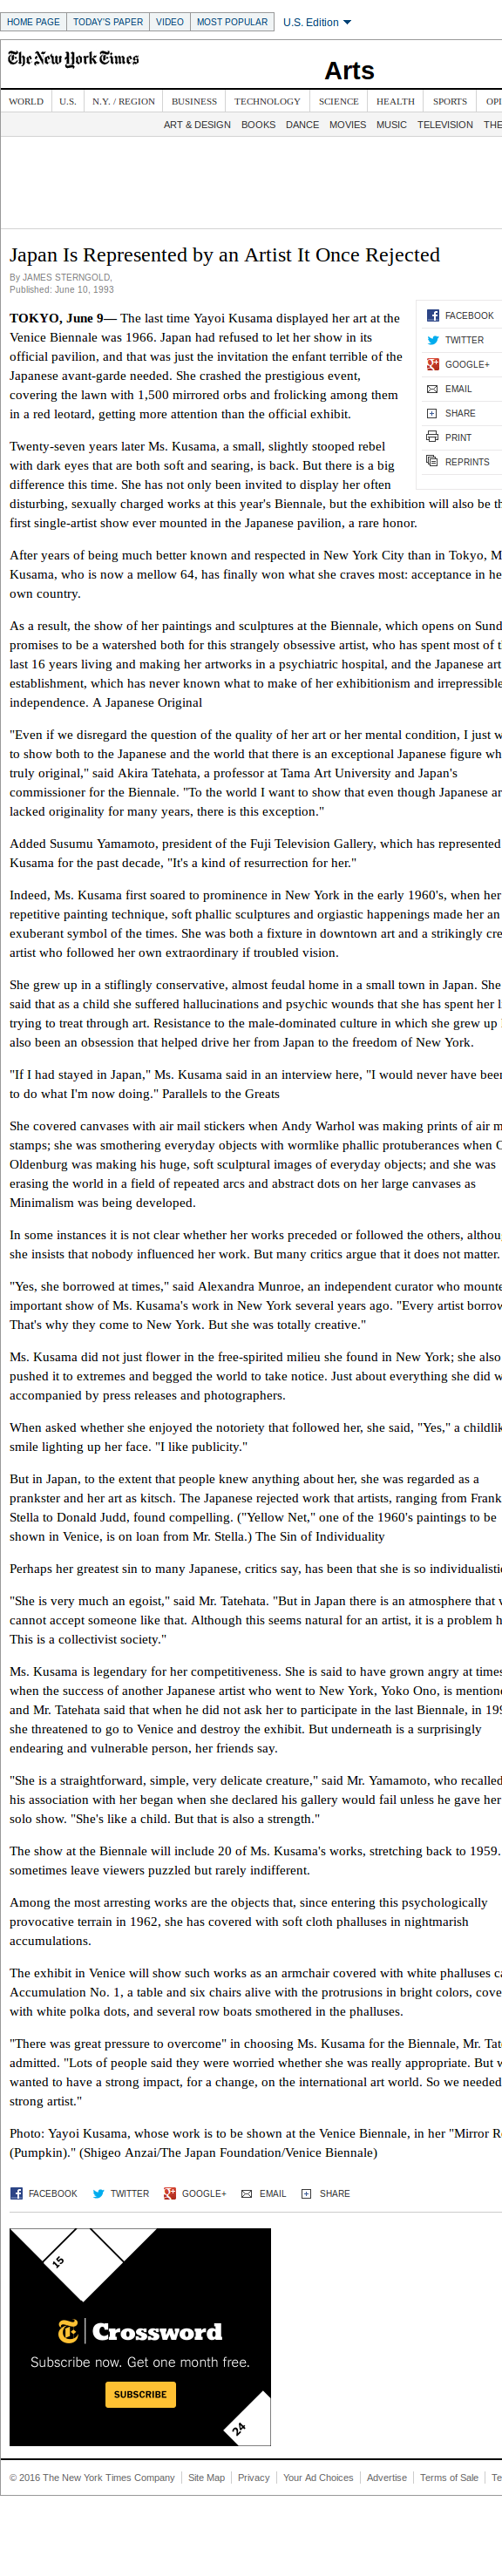 HOME PAGE TODAY'S PAPER VIDEO MOST POPULAR U.S. Edition
The New York Times
Arts
WORLD U.S. N.Y. / REGION BUSINESS TECHNOLOGY SCIENCE HEALTH SPORTS OPI
ART & DESIGN BOOKS DANCE MOVIES MUSIC TELEVISION THE
Japan Is Represented by an Artist It Once Rejected
By JAMES STERNGOLD,
Published: June 10, 1993
FACEBOOK
TWITTER
GOOGLE+
EMAIL
SHARE
PRINT
REPRINTS
TOKYO, June 9— The last time Yayoi Kusama displayed her art at the
Venice Biennale was 1966. Japan had refused to let her show in its
official pavilion, and that was just the invitation the enfant terrible of the
Japanese avant-garde needed. She crashed the prestigious event,
covering the lawn with 1,500 mirrored orbs and frolicking among them
in a red leotard, getting more attention than the official exhibit.
Twenty-seven years later Ms. Kusama, a small, slightly stooped rebel
with dark eyes that are both soft and searing, is back. But there is a big
difference this time. She has not only been invited to display her often
disturbing, sexually charged works at this year's Biennale, but the exhibition will also be th
first single-artist show ever mounted in the Japanese pavilion, a rare honor.
After years of being much better known and respected in New York City than in Tokyo, M
Kusama, who is now a mellow 64, has finally won what she craves most: acceptance in he
own country.
As a result, the show of her paintings and sculptures at the Biennale, which opens on Sund
promises to be a watershed both for this strangely obsessive artist, who has spent most of t
last 16 years living and making her artworks in a psychiatric hospital, and the Japanese art
establishment, which has never known what to make of her exhibitionism and irrepressible
independence. A Japanese Original
"Even if we disregard the question of the quality of her art or her mental condition, I just w
to show both to the Japanese and the world that there is an exceptional Japanese figure wh
truly original," said Akira Tatehata, a professor at Tama Art University and Japan's
commissioner for the Biennale. "To the world I want to show that even though Japanese ar
lacked originality for many years, there is this exception."
Added Susumu Yamamoto, president of the Fuji Television Gallery, which has represented
Kusama for the past decade, "It's a kind of resurrection for her."
Indeed, Ms. Kusama first soared to prominence in New York in the early 1960's, when her
repetitive painting technique, soft phallic sculptures and orgiastic happenings made her an
exuberant symbol of the times. She was both a fixture in downtown art and a strikingly cre
artist who followed her own extraordinary if troubled vision.
She grew up in a stiflingly conservative, almost feudal home in a small town in Japan. She
said that as a child she suffered hallucinations and psychic wounds that she has spent her l
trying to treat through art. Resistance to the male-dominated culture in which she grew up
also been an obsession that helped drive her from Japan to the freedom of New York.
"If I had stayed in Japan," Ms. Kusama said in an interview here, "I would never have been
to do what I'm now doing." Parallels to the Greats
She covered canvases with air mail stickers when Andy Warhol was making prints of air m
stamps; she was smothering everyday objects with wormlike phallic protuberances when C
Oldenburg was making his huge, soft sculptural images of everyday objects; and she was
erasing the world in a field of repeated arcs and abstract dots on her large canvases as
Minimalism was being developed.
In some instances it is not clear whether her works preceded or followed the others, althou
she insists that nobody influenced her work. But many critics argue that it does not matter.
"Yes, she borrowed at times," said Alexandra Munroe, an independent curator who mounte
important show of Ms. Kusama's work in New York several years ago. "Every artist borrow
That's why they come to New York. But she was totally creative."
Ms. Kusama did not just flower in the free-spirited milieu she found in New York; she also
pushed it to extremes and begged the world to take notice. Just about everything she did w
accompanied by press releases and photographers.
When asked whether she enjoyed the notoriety that followed her, she said, "Yes," a childlik
smile lighting up her face. "I like publicity."
But in Japan, to the extent that people knew anything about her, she was regarded as a
prankster and her art as kitsch. The Japanese rejected work that artists, ranging from Frank
Stella to Donald Judd, found compelling. ("Yellow Net," one of the 1960's paintings to be
shown in Venice, is on loan from Mr. Stella.) The Sin of Individuality
Perhaps her greatest sin to many Japanese, critics say, has been that she is so individualistic
"She is very much an egoist," said Mr. Tatehata. "But in Japan there is an atmosphere that w
cannot accept someone like that. Although this seems natural for an artist, it is a problem h
This is a collectivist society."
Ms. Kusama is legendary for her competitiveness. She is said to have grown angry at times
when the success of another Japanese artist who went to New York, Yoko Ono, is mentione
and Mr. Tatehata said that when he did not ask her to participate in the last Biennale, in 199
she threatened to go to Venice and destroy the exhibit. But underneath is a surprisingly
endearing and vulnerable person, her friends say.
"She is a straightforward, simple, very delicate creature," said Mr. Yamamoto, who recalled
his association with her began when she declared his gallery would fail unless he gave her
solo show. "She's like a child. But that is also a strength."
The show at the Biennale will include 20 of Ms. Kusama's works, stretching back to 1959.
sometimes leave viewers puzzled but rarely indifferent.
Among the most arresting works are the objects that, since entering this psychologically
provocative terrain in 1962, she has covered with soft cloth phalluses in nightmarish
accumulations.
The exhibit in Venice will show such works as an armchair covered with white phalluses ca
Accumulation No. 1, a table and six chairs alive with the protrusions in bright colors, cove
with white polka dots, and several row boats smothered in the phalluses.
"There was great pressure to overcome" in choosing Ms. Kusama for the Biennale, Mr. Tat
admitted. "Lots of people said they were worried whether she was really appropriate. But w
wanted to have a strong impact, for a change, on the international art world. So we needed
strong artist."
Photo: Yayoi Kusama, whose work is to be shown at the Venice Biennale, in her "Mirror R
(Pumpkin)." (Shigeo Anzai/The Japan Foundation/Venice Biennale)
FACEBOOK TWITTER GOOGLE+ EMAIL SHARE
15
Crossword
Subscribe now. Get one month free.
SUBSCRIBE
24
© 2016 The New York Times Company Site Map Privacy Your Ad Choices Advertise Terms of Sale Te